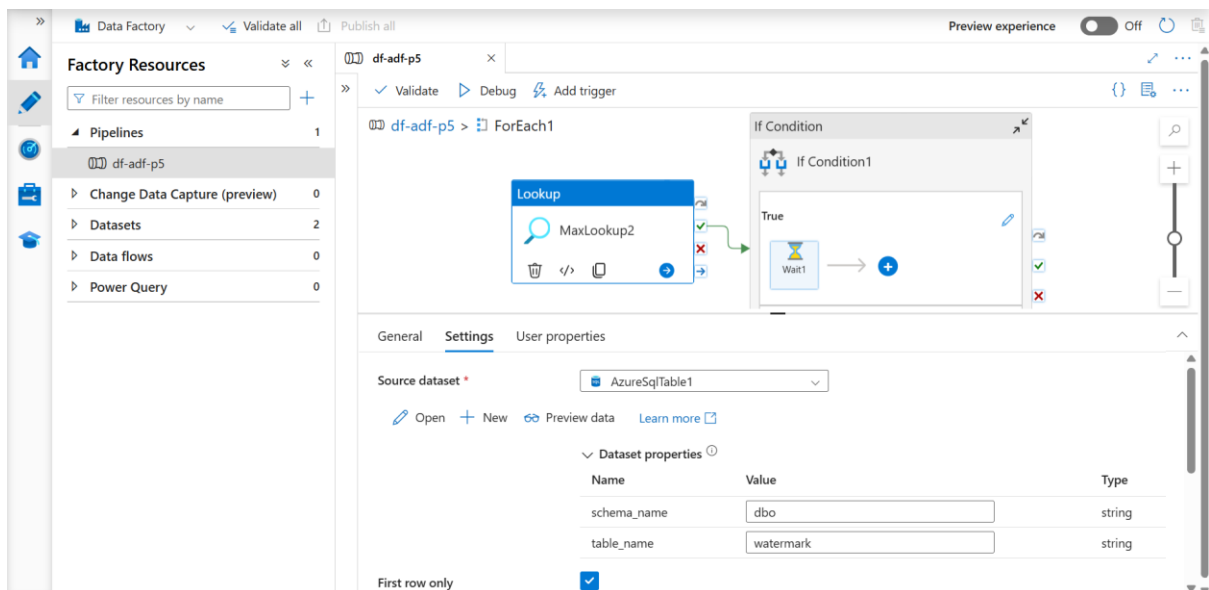 » Data Factory Validate all Publish all Preview experience Off
Factory Resources
Filter resources by name
Pipelines 1
df-adf-p5
Change Data Capture (preview) 0
Datasets 2
Data flows 0
Power Query 0
df-adf-p5 ×
» Validate Debug Add trigger {} ...
df-adf-p5 > ForEach1
Lookup
MaxLookup2
If Condition
If Condition1
True
Wait1
General Settings User properties
Source dataset * AzureSqlTable1
Open New Preview data Learn more
Dataset properties
Name Value Type
schema_name dbo string
table_name watermark string
First row only